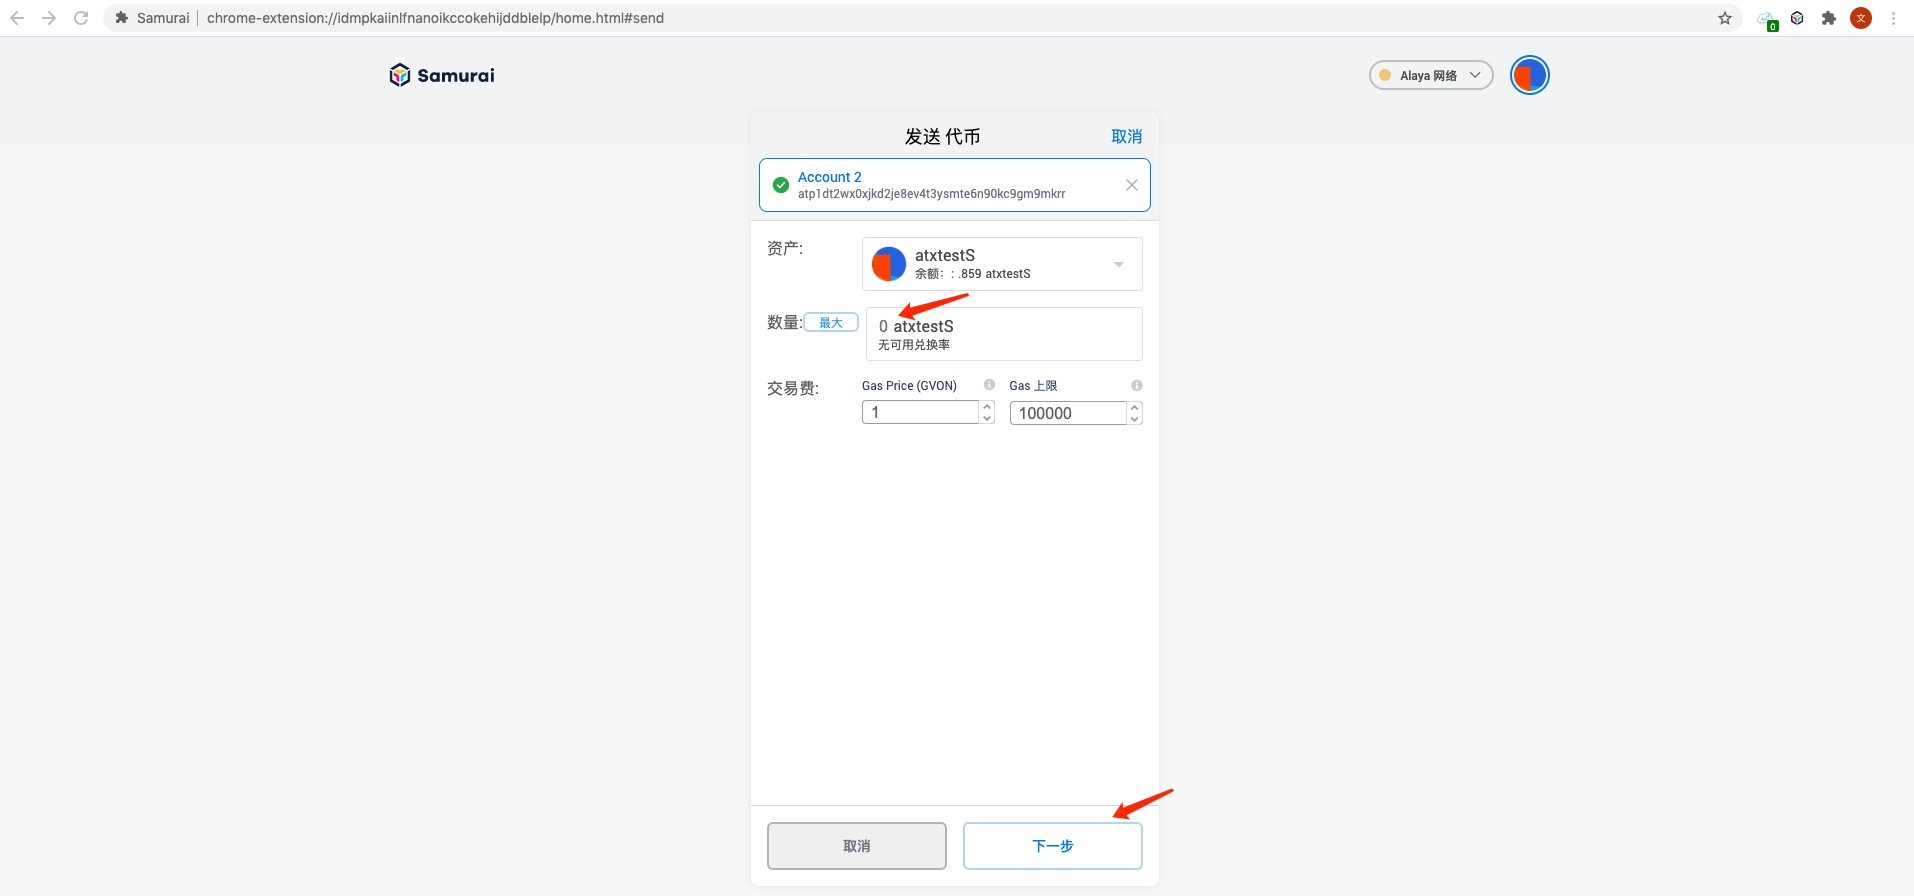 Samurai chrome-extension://idmpkaiinlfnanoikccokehijddblelp/home.html#send
0
文
Samurai
Alaya 网络
发送 代币
取消
Account 2
atp1dt2wx0xjkd2je8ev4t3ysmte6n90kc9gm9mkrr
资产:
atxtestS
余额: : .859 atxtestS
数量:
最大
0 atxtestS
无可用兑换率
交易费:
Gas Price (GVON)
Gas 上限
1
100000
取消
下一步